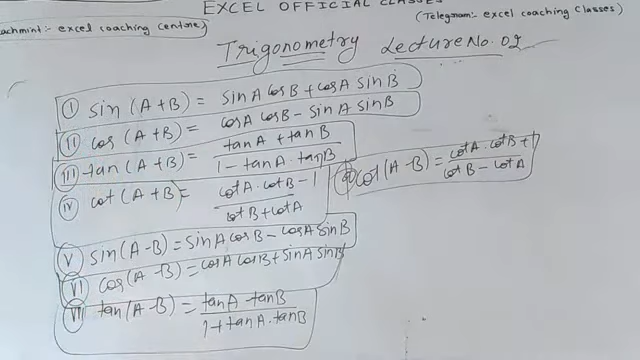 EXCEL OFFICIAL CLASSES
achmint:- excel coaching centre}
(Telegram:- excel coaching classes)
Trigonometry Lecture No. 02
(i) sin (A+B) = sinA cosB + cosA sinB
(ii) cos (A+B) = cosA cosB - sinA sinB
(iii) tan (A+B) = (tanA + tanB) / (1 - tanA · tanB)
(iv) cot (A+B) = (cotA · cotB - 1) / (cotB + cotA)
cot(A-B) = (cotA · cotB + 1) / (cotB - cotA)
(v) sin(A-B) = sinA cosB - cosA sinB
(vi) cos(A-B) = cosA cosB + sinA sinB
(vii) tan(A-B) = (tanA - tanB) / (1 + tanA · tanB)